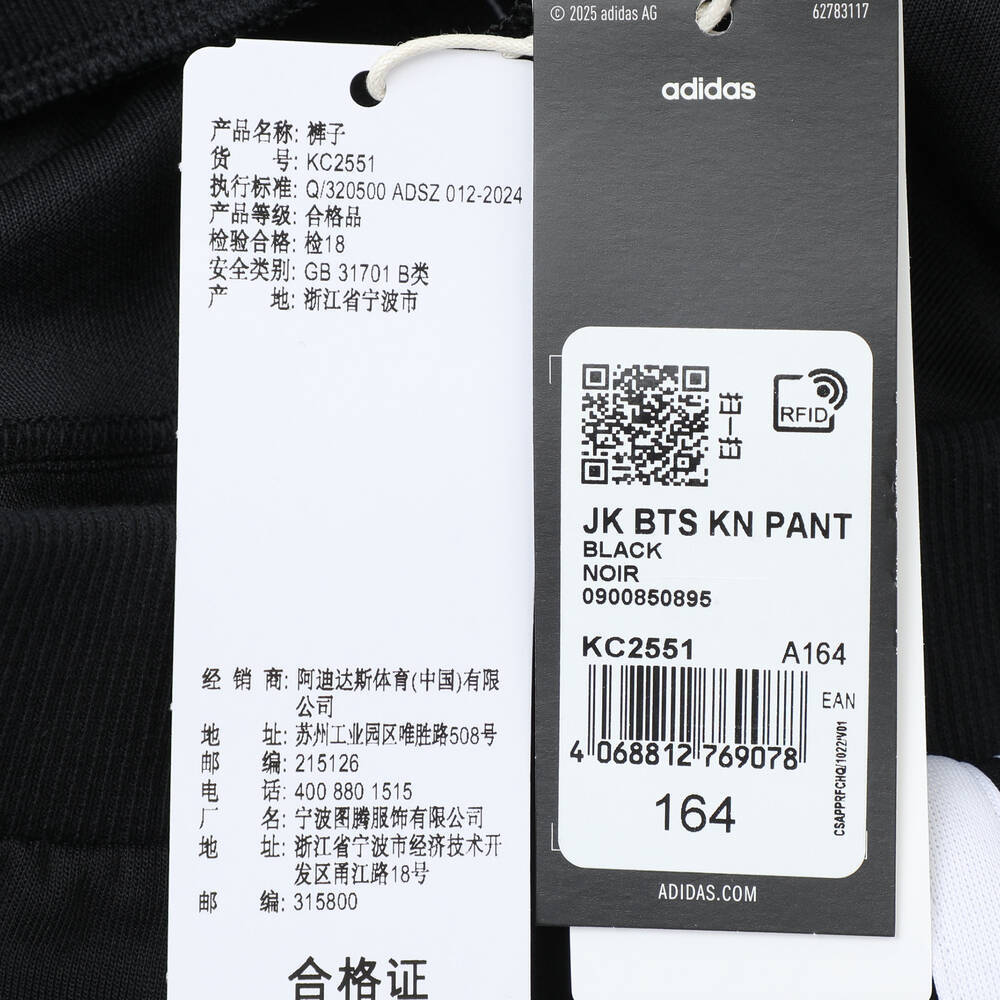 产品名称: 裤子
货 号: KC2551
执行标准: Q/320500 ADSZ 012-2024
产品等级: 合格品
检验合格: 检18
安全类别: GB 31701 B类
产 地: 浙江省宁波市
经 销 商: 阿迪达斯体育(中国)有限
公司
地 址: 苏州工业园区唯胜路508号
邮 编: 215126
电 话: 400 880 1515
厂 名: 宁波图腾服饰有限公司
地 址: 浙江省宁波市经济技术开
发区甬江路18号
邮 编: 315800
合格证
© 2025 adidas AG
62783117
adidas
扫一扫
RFID
JK BTS KN PANT
BLACK
NOIR
0900850895
KC2551
A164
EAN
4 068812 769078
CSAPPRFCHQ/1022/V01
164
ADIDAS.COM